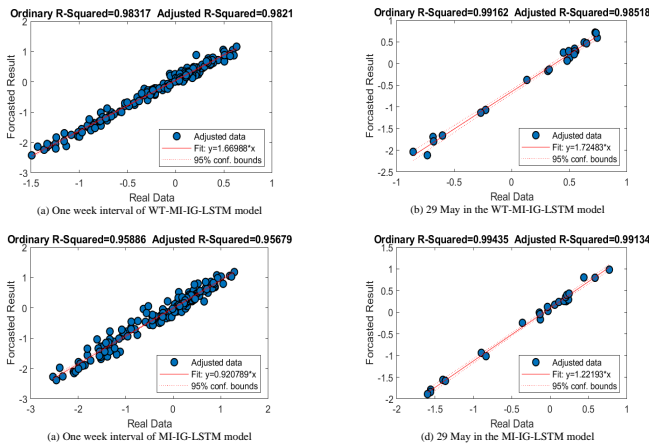 Ordinary R-Squared=0.98317 Adjusted R-Squared=0.9821
2
1
0
-1
-2
-3
-1.5
-1
-0.5
0
0.5
1
Forcasted Result
Real Data
Adjusted data
Fit: y=1.66988*x
95% conf. bounds
(a) One week interval of WT-MI-IG-LSTM model
Ordinary R-Squared=0.99162 Adjusted R-Squared=0.98518
1
0.5
0
-0.5
-1
-1.5
-2
-2.5
-1
-0.5
0
0.5
1
Forcasted Result
Real Data
Adjusted data
Fit: y=1.72483*x
95% conf. bounds
(b) 29 May in the WT-MI-IG-LSTM model
Ordinary R-Squared=0.95886 Adjusted R-Squared=0.95679
2
1
0
-1
-2
-3
-3
-2
-1
0
1
2
Forcasted Result
Real Data
Adjusted data
Fit: y=0.920789*x
95% conf. bounds
(a) One week interval of MI-IG-LSTM model
Ordinary R-Squared=0.99435 Adjusted R-Squared=0.99134
1.5
1
0.5
0
-0.5
-1
-1.5
-2
-2
-1.5
-1
-0.5
0
0.5
1
Forcasted Result
Real Data
Adjusted data
Fit: y=1.22193*x
95% conf. bounds
(d) 29 May in the MI-IG-LSTM model